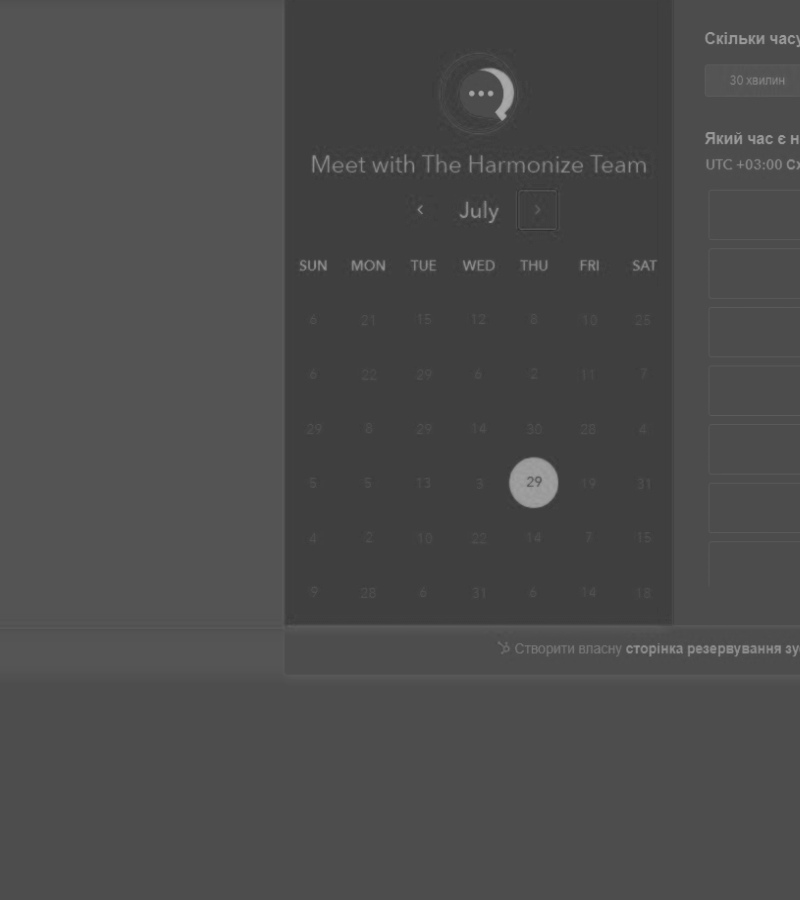 Meet with The Harmonize Team
July
SUN MON TUE WED THU FRI SAT
6 21 15 12 8 10 25
6 22 29 6 2 11 7
29 8 29 14 30 28 4
5 5 13 3 29 19 31
4 2 10 22 14 7 15
9 28 6 31 6 14 18
Скільки часу
30 хвилин
Який час є н
UTC +03:00 Сх
Створити власну сторінка резервування зу